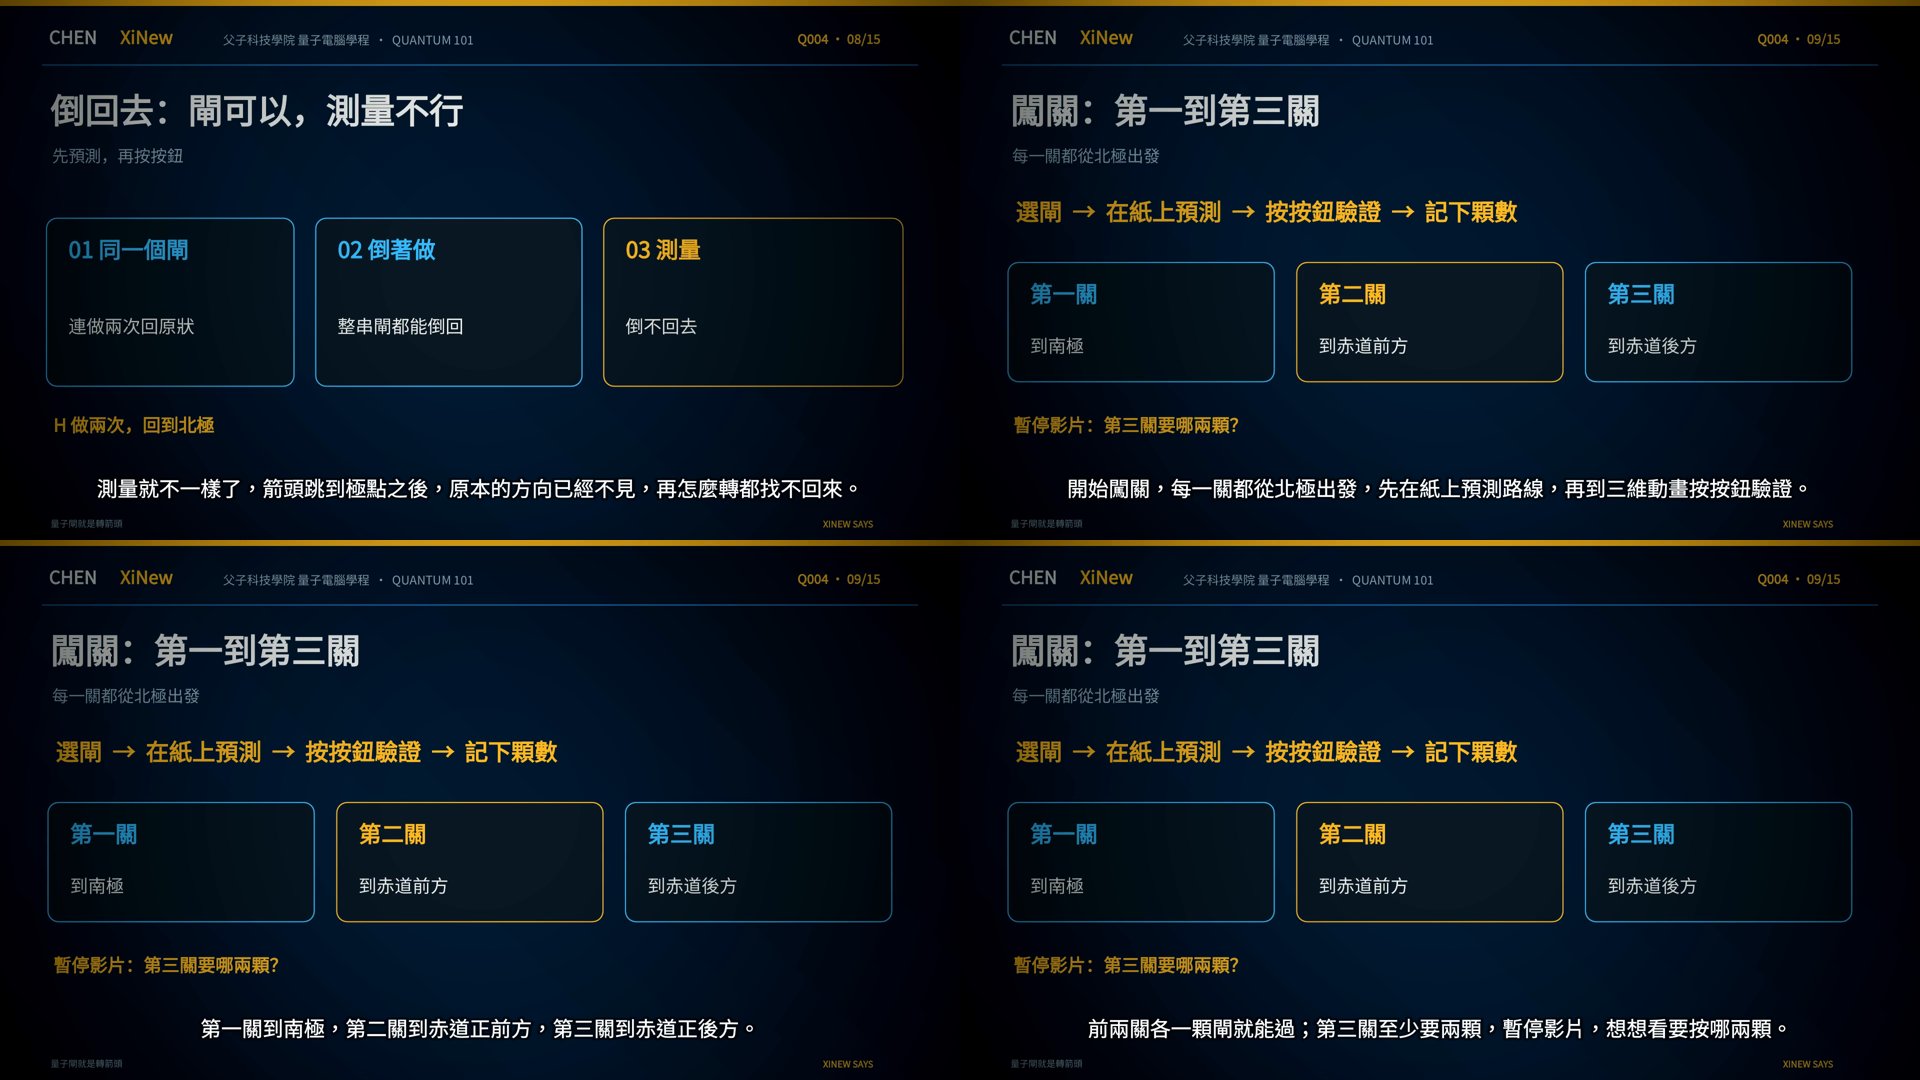 CHEN XiNew 父子科技學院 量子電腦學程 · QUANTUM 101 Q004 · 08/15
倒回去：閘可以，測量不行
先預測，再按按鈕
01 同一個閘
連做兩次回原狀
02 倒著做
整串閘都能倒回
03 測量
倒不回去
H 做兩次，回到北極
測量就不一樣了，箭頭跳到極點之後，原本的方向已經不見，再怎麼轉都找不回來。
量子閘就是轉箭頭 XINEW SAYS
CHEN XiNew 父子科技學院 量子電腦學程 · QUANTUM 101 Q004 · 09/15
闖關：第一到第三關
每一關都從北極出發
選閘 → 在紙上預測 → 按按鈕驗證 → 記下顆數
第一關
到南極
第二關
到赤道前方
第三關
到赤道後方
暫停影片：第三關要哪兩顆？
開始闖關，每一關都從北極出發，先在紙上預測路線，再到三維動畫按按鈕驗證。
量子閘就是轉箭頭 XINEW SAYS
CHEN XiNew 父子科技學院 量子電腦學程 · QUANTUM 101 Q004 · 09/15
闖關：第一到第三關
每一關都從北極出發
選閘 → 在紙上預測 → 按按鈕驗證 → 記下顆數
第一關
到南極
第二關
到赤道前方
第三關
到赤道後方
暫停影片：第三關要哪兩顆？
第一關到南極，第二關到赤道正前方，第三關到赤道正後方。
量子閘就是轉箭頭 XINEW SAYS
CHEN XiNew 父子科技學院 量子電腦學程 · QUANTUM 101 Q004 · 09/15
闖關：第一到第三關
每一關都從北極出發
選閘 → 在紙上預測 → 按按鈕驗證 → 記下顆數
第一關
到南極
第二關
到赤道前方
第三關
到赤道後方
暫停影片：第三關要哪兩顆？
前兩關各一顆閘就能過；第三關至少要兩顆，暫停影片，想想看要按哪兩顆。
量子閘就是轉箭頭 XINEW SAYS